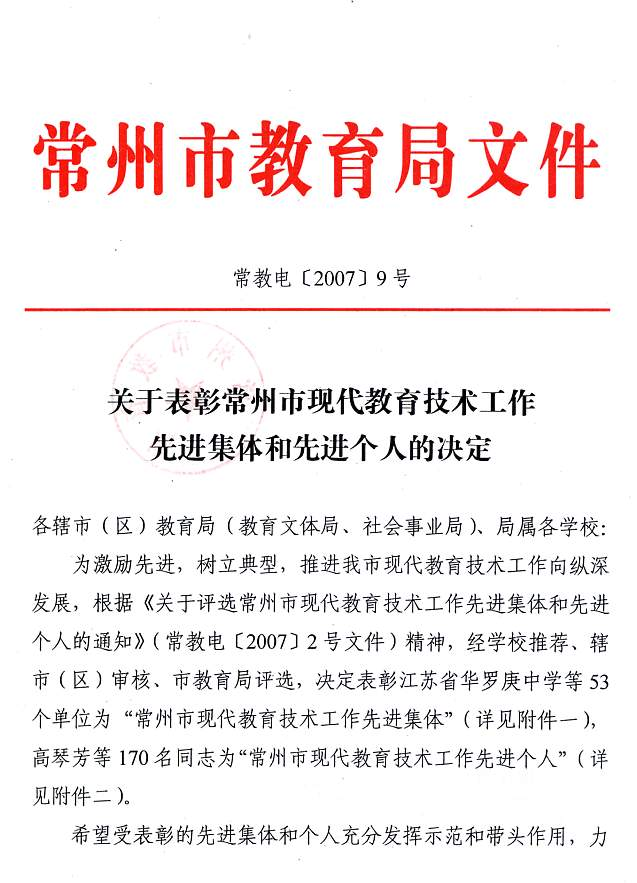 常州市教育局文件
常教电〔2007〕9号
关于表彰常州市现代教育技术工作
先进集体和先进个人的决定
各辖市（区）教育局（教育文体局、社会事业局）、局属各学校：
为激励先进，树立典型，推进我市现代教育技术工作向纵深
发展，根据《关于评选常州市现代教育技术工作先进集体和先进
个人的通知》（常教电〔2007〕2号文件）精神，经学校推荐、辖
市（区）审核、市教育局评选，决定表彰江苏省华罗庚中学等53
个单位为“常州市现代教育技术工作先进集体”（详见附件一），
高琴芳等170名同志为“常州市现代教育技术工作先进个人”（详
见附件二）。
希望受表彰的先进集体和个人充分发挥示范和带头作用，力